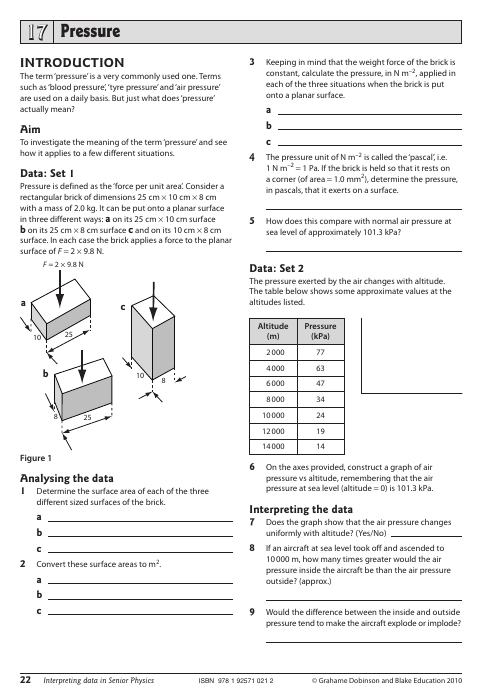 17 Pressure
INTRODUCTION
The term ‘pressure’ is a very commonly used one. Terms
such as ‘blood pressure’, ‘tyre pressure’ and ‘air pressure’
are used on a daily basis. But just what does ‘pressure’
actually mean?
Aim
To investigate the meaning of the term ‘pressure’ and see
how it applies to a few different situations.
Data: Set 1
Pressure is defined as the ‘force per unit area’. Consider a
rectangular brick of dimensions 25 cm × 10 cm × 8 cm
with a mass of 2.0 kg. It can be put onto a planar surface
in three different ways: a on its 25 cm × 10 cm surface
b on its 25 cm × 8 cm surface c and on its 10 cm × 8 cm
surface. In each case the brick applies a force to the planar
surface of F = 2 × 9.8 N.
F = 2 × 9.8 N
a
10
25
b
8
25
c
10
8
Figure 1
Analysing the data
1 Determine the surface area of each of the three
different sized surfaces of the brick.
a
b
c
2 Convert these surface areas to m².
a
b
c
3 Keeping in mind that the weight force of the brick is
constant, calculate the pressure, in N m⁻², applied in
each of the three situations when the brick is put
onto a planar surface.
a
b
c
4 The pressure unit of N m⁻² is called the ‘pascal’, i.e.
1 N m⁻² = 1 Pa. If the brick is held so that it rests on
a corner (of area = 1.0 mm²), determine the pressure,
in pascals, that it exerts on a surface.
5 How does this compare with normal air pressure at
sea level of approximately 101.3 kPa?
Data: Set 2
The pressure exerted by the air changes with altitude.
The table below shows some approximate values at the
altitudes listed.
Altitude (m) Pressure (kPa)
2 000 77
4 000 63
6 000 47
8 000 34
10 000 24
12 000 19
14 000 14
6 On the axes provided, construct a graph of air
pressure vs altitude, remembering that the air
pressure at sea level (altitude = 0) is 101.3 kPa.
Interpreting the data
7 Does the graph show that the air pressure changes
uniformly with altitude? (Yes/No)
8 If an aircraft at sea level took off and ascended to
10 000 m, how many times greater would the air
pressure inside the aircraft be than the air pressure
outside? (approx.)
9 Would the difference between the inside and outside
pressure tend to make the aircraft explode or implode?
22 Interpreting data in Senior Physics ISBN 978 1 92571 021 2 © Grahame Dobinson and Blake Education 2010